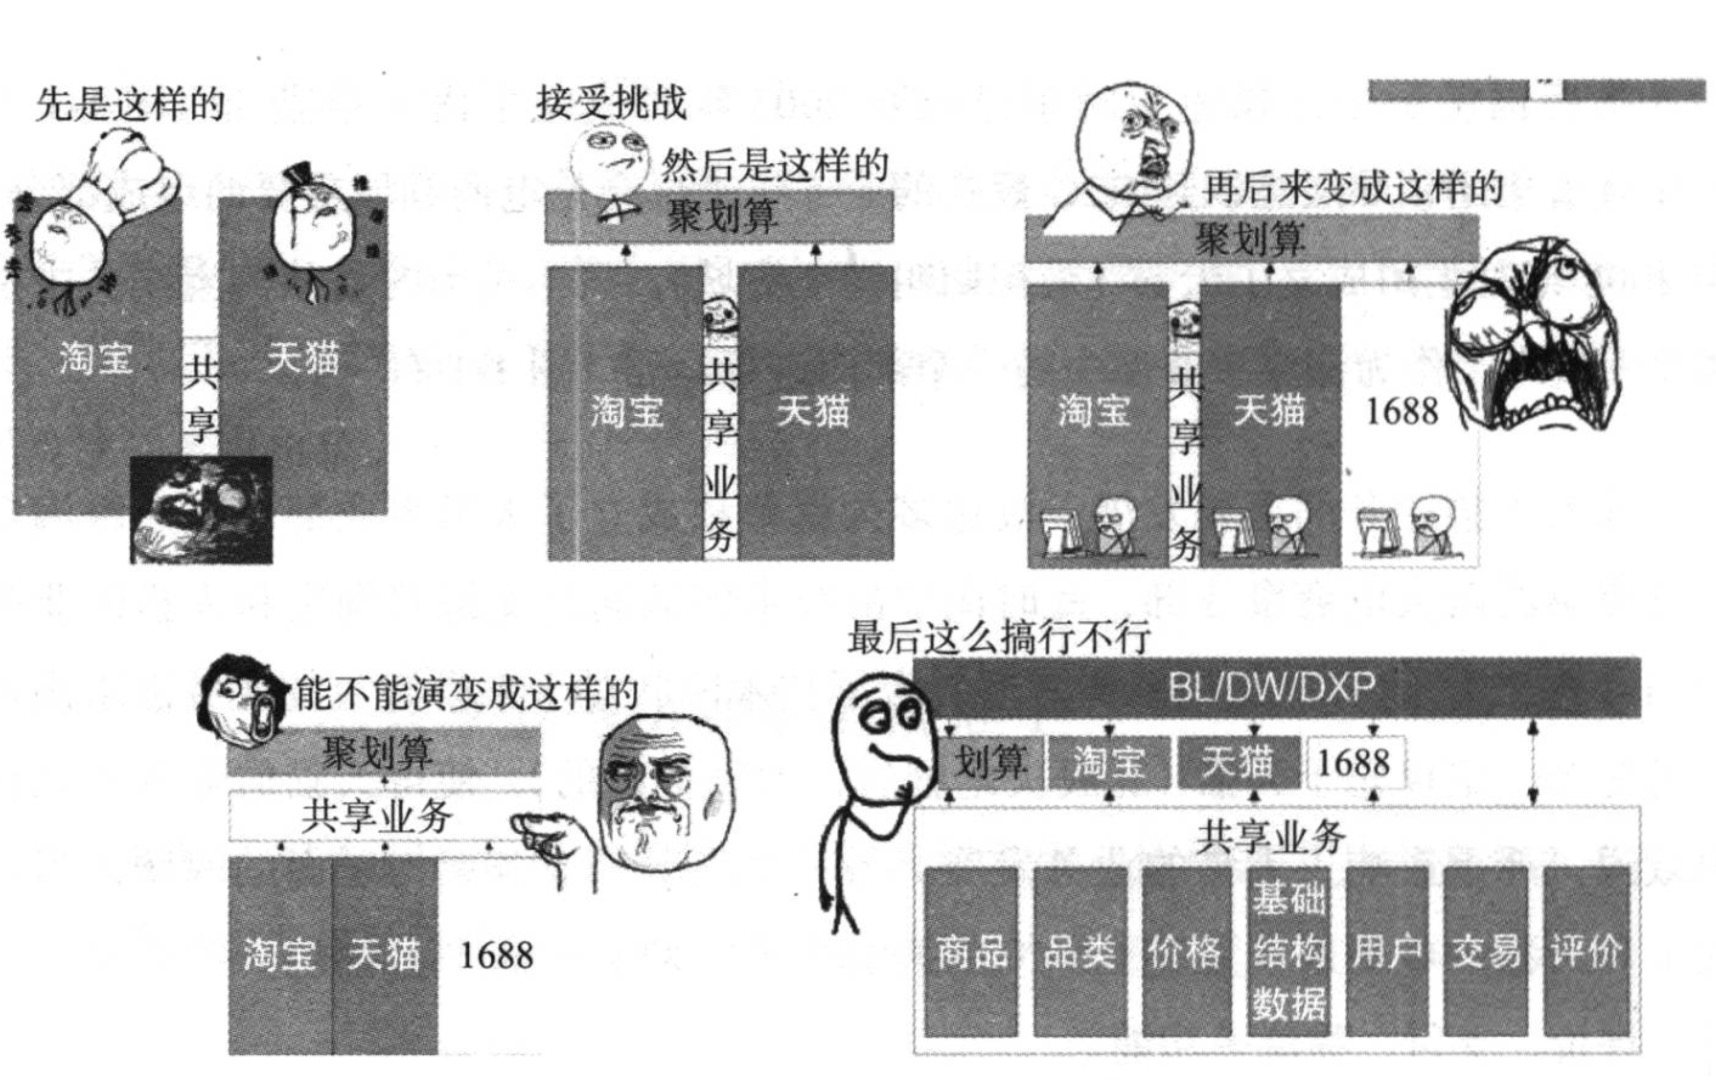 先是这样的
淘宝
共享
天猫
接受挑战
然后是这样的
聚划算
淘宝
共享业务
天猫
再后来变成这样的
聚划算
淘宝
共享业务
天猫
1688
能不能演变成这样的
聚划算
共享业务
淘宝
天猫
1688
最后这么搞行不行
BL/DW/DXP
划算
淘宝
天猫
1688
共享业务
商品
品类
价格
基础
结构
数据
用户
交易
评价